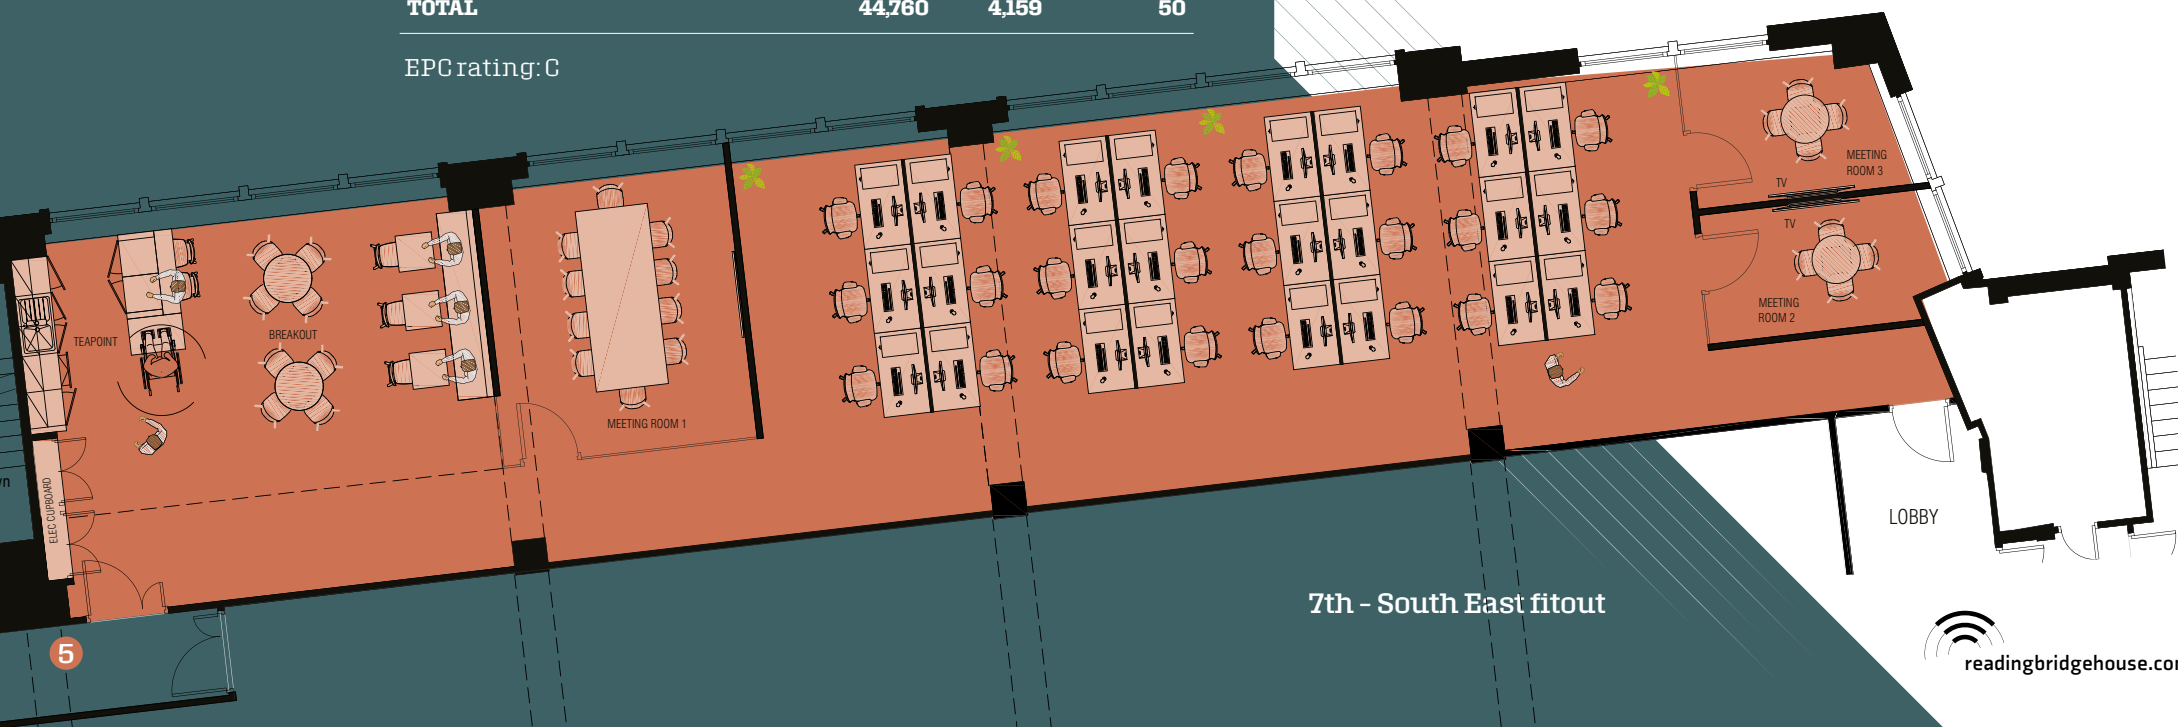 TOTAL 44,760 4,159 50
EPC rating: C
MEETING
ROOM 3
TV
TV
MEETING
ROOM 2
TEAPOINT
BREAKOUT
MEETING ROOM 1
ELEC CUPBOARD
LOBBY
7th - South East fitout
5
readingbridgehouse.co